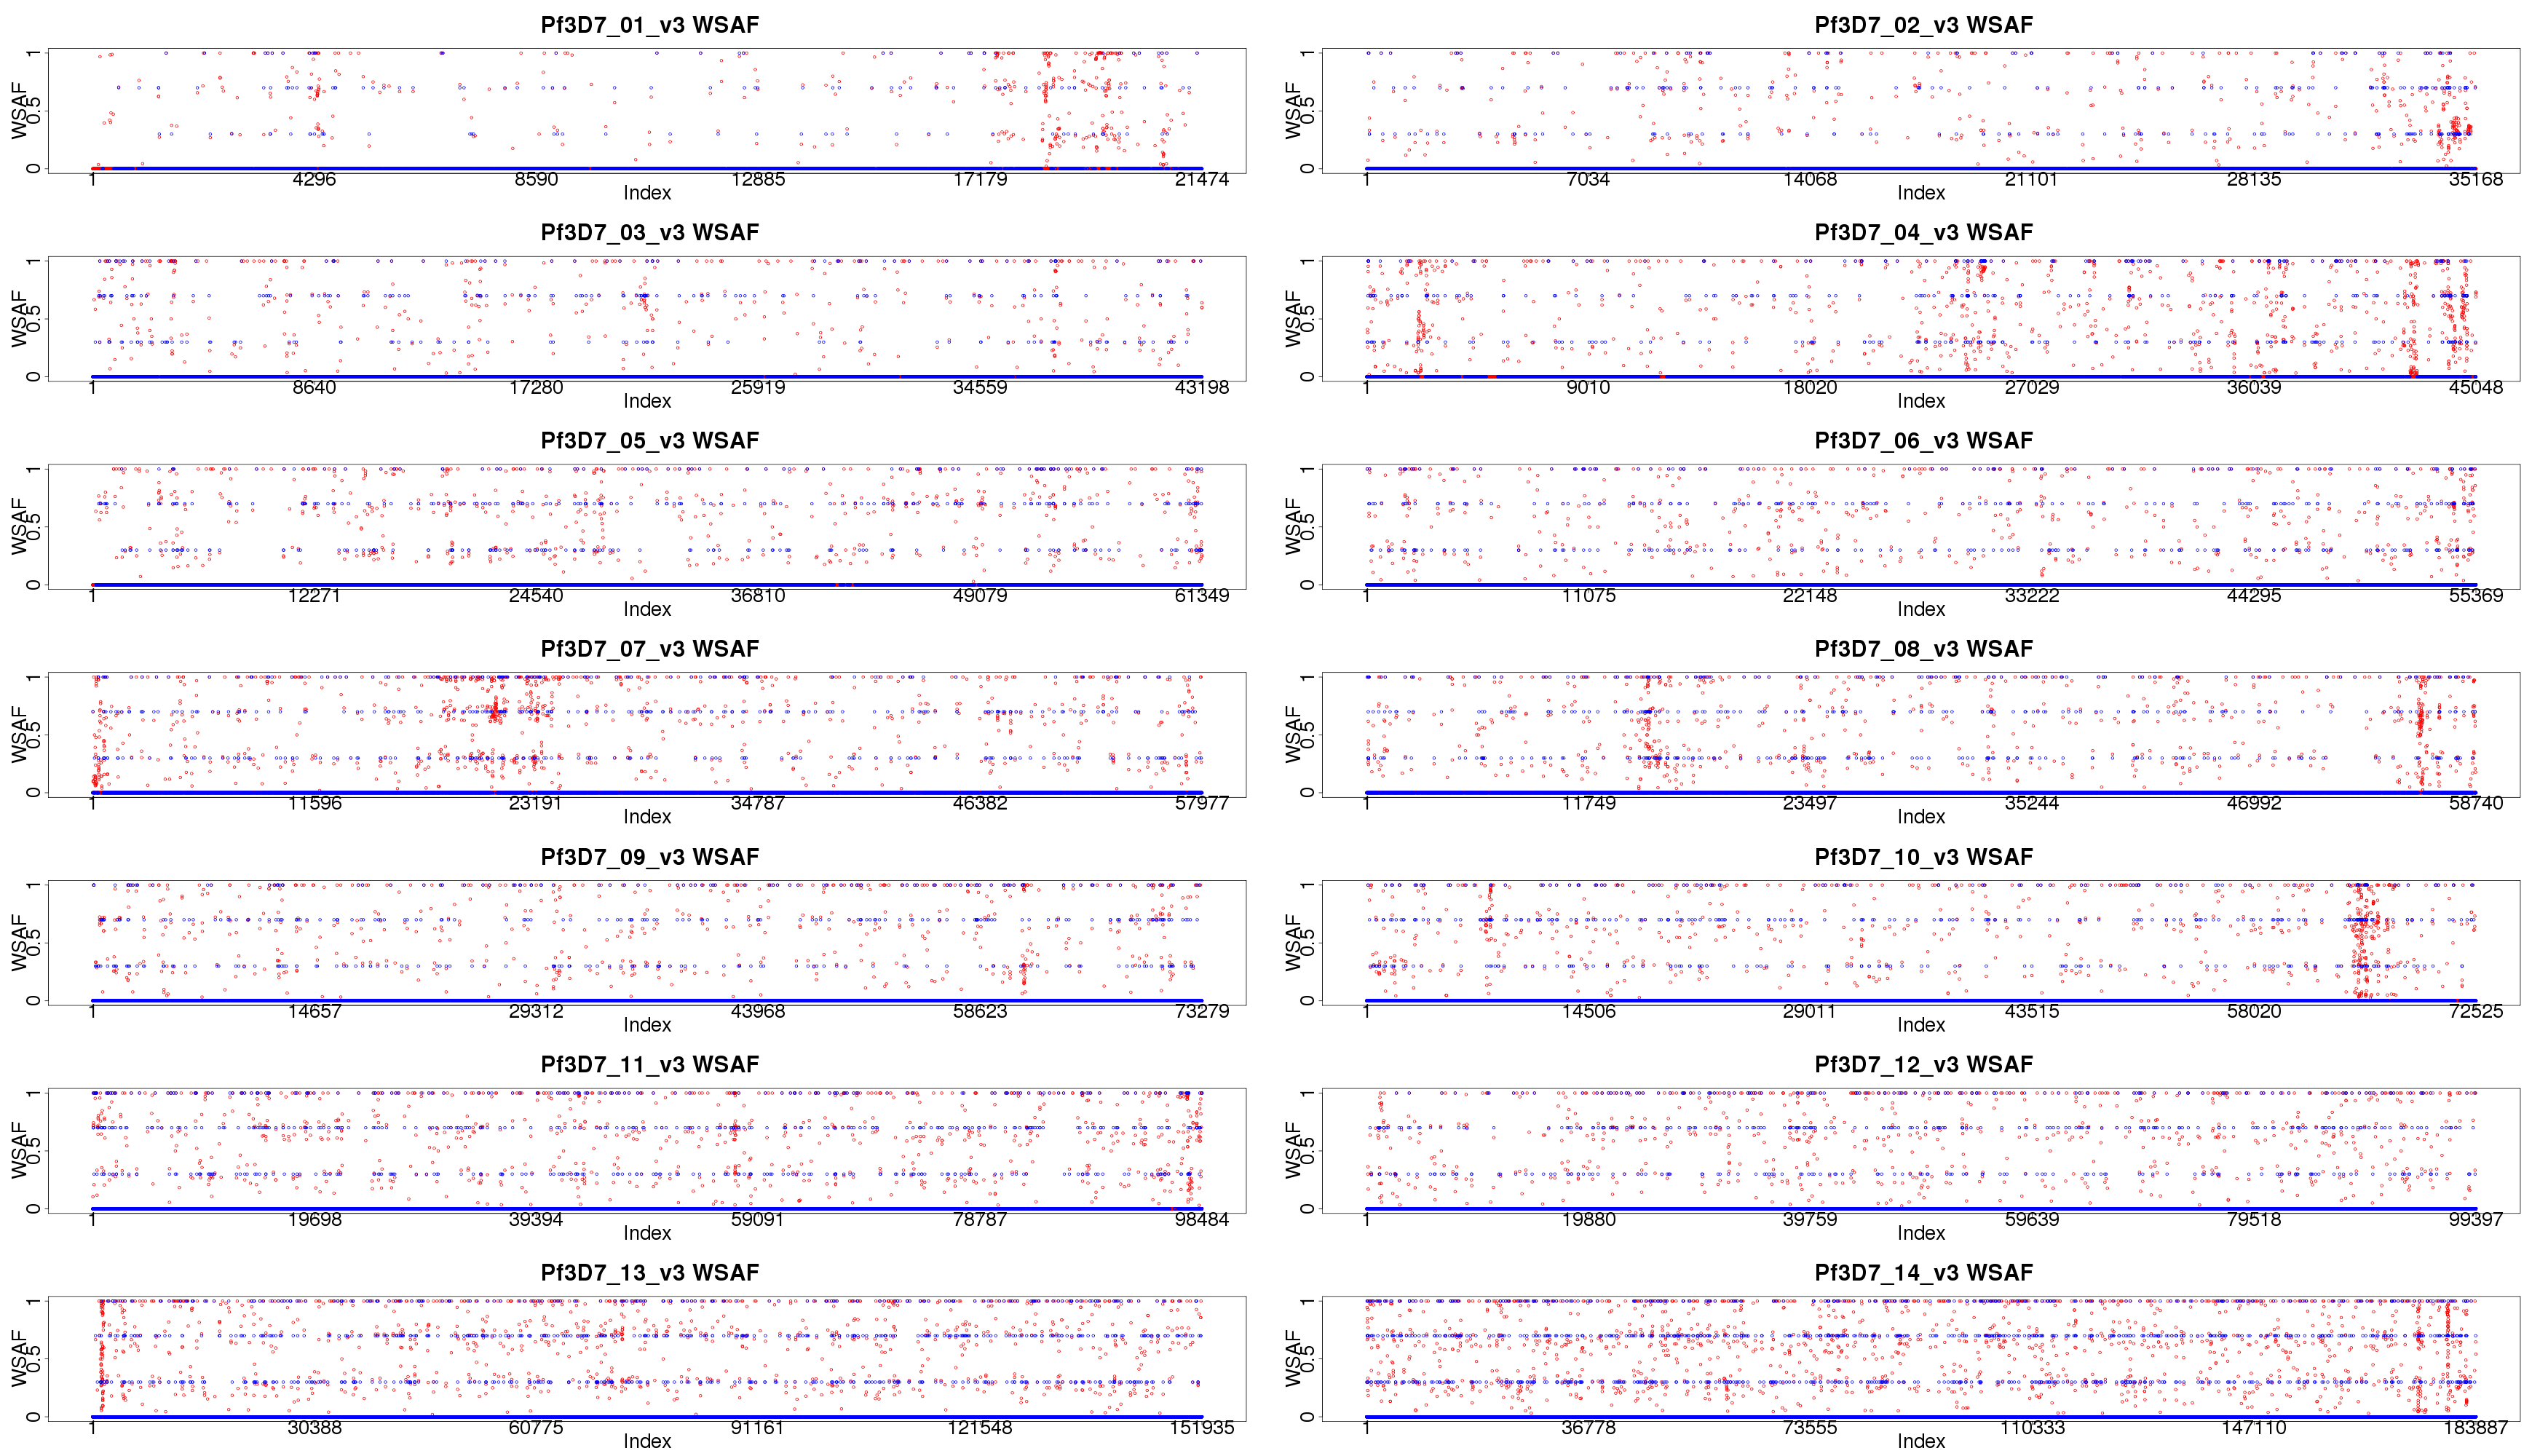 Pf3D7_01_v3 WSAF
WSAF
0 0.5 1
1 4296 8590 12885 17179 21474
Index
Pf3D7_02_v3 WSAF
WSAF
0 0.5 1
1 7034 14068 21101 28135 35168
Index
Pf3D7_03_v3 WSAF
WSAF
0 0.5 1
1 8640 17280 25919 34559 43198
Index
Pf3D7_04_v3 WSAF
WSAF
0 0.5 1
1 9010 18020 27029 36039 45048
Index
Pf3D7_05_v3 WSAF
WSAF
0 0.5 1
1 12271 24540 36810 49079 61349
Index
Pf3D7_06_v3 WSAF
WSAF
0 0.5 1
1 11075 22148 33222 44295 55369
Index
Pf3D7_07_v3 WSAF
WSAF
0 0.5 1
1 11596 23191 34787 46382 57977
Index
Pf3D7_08_v3 WSAF
WSAF
0 0.5 1
1 11749 23497 35244 46992 58740
Index
Pf3D7_09_v3 WSAF
WSAF
0 0.5 1
1 14657 29312 43968 58623 73279
Index
Pf3D7_10_v3 WSAF
WSAF
0 0.5 1
1 14506 29011 43515 58020 72525
Index
Pf3D7_11_v3 WSAF
WSAF
0 0.5 1
1 19698 39394 59091 78787 98484
Index
Pf3D7_12_v3 WSAF
WSAF
0 0.5 1
1 19880 39759 59639 79518 99397
Index
Pf3D7_13_v3 WSAF
WSAF
0 0.5 1
1 30388 60775 91161 121548 151935
Index
Pf3D7_14_v3 WSAF
WSAF
0 0.5 1
1 36778 73555 110333 147110 183887
Index